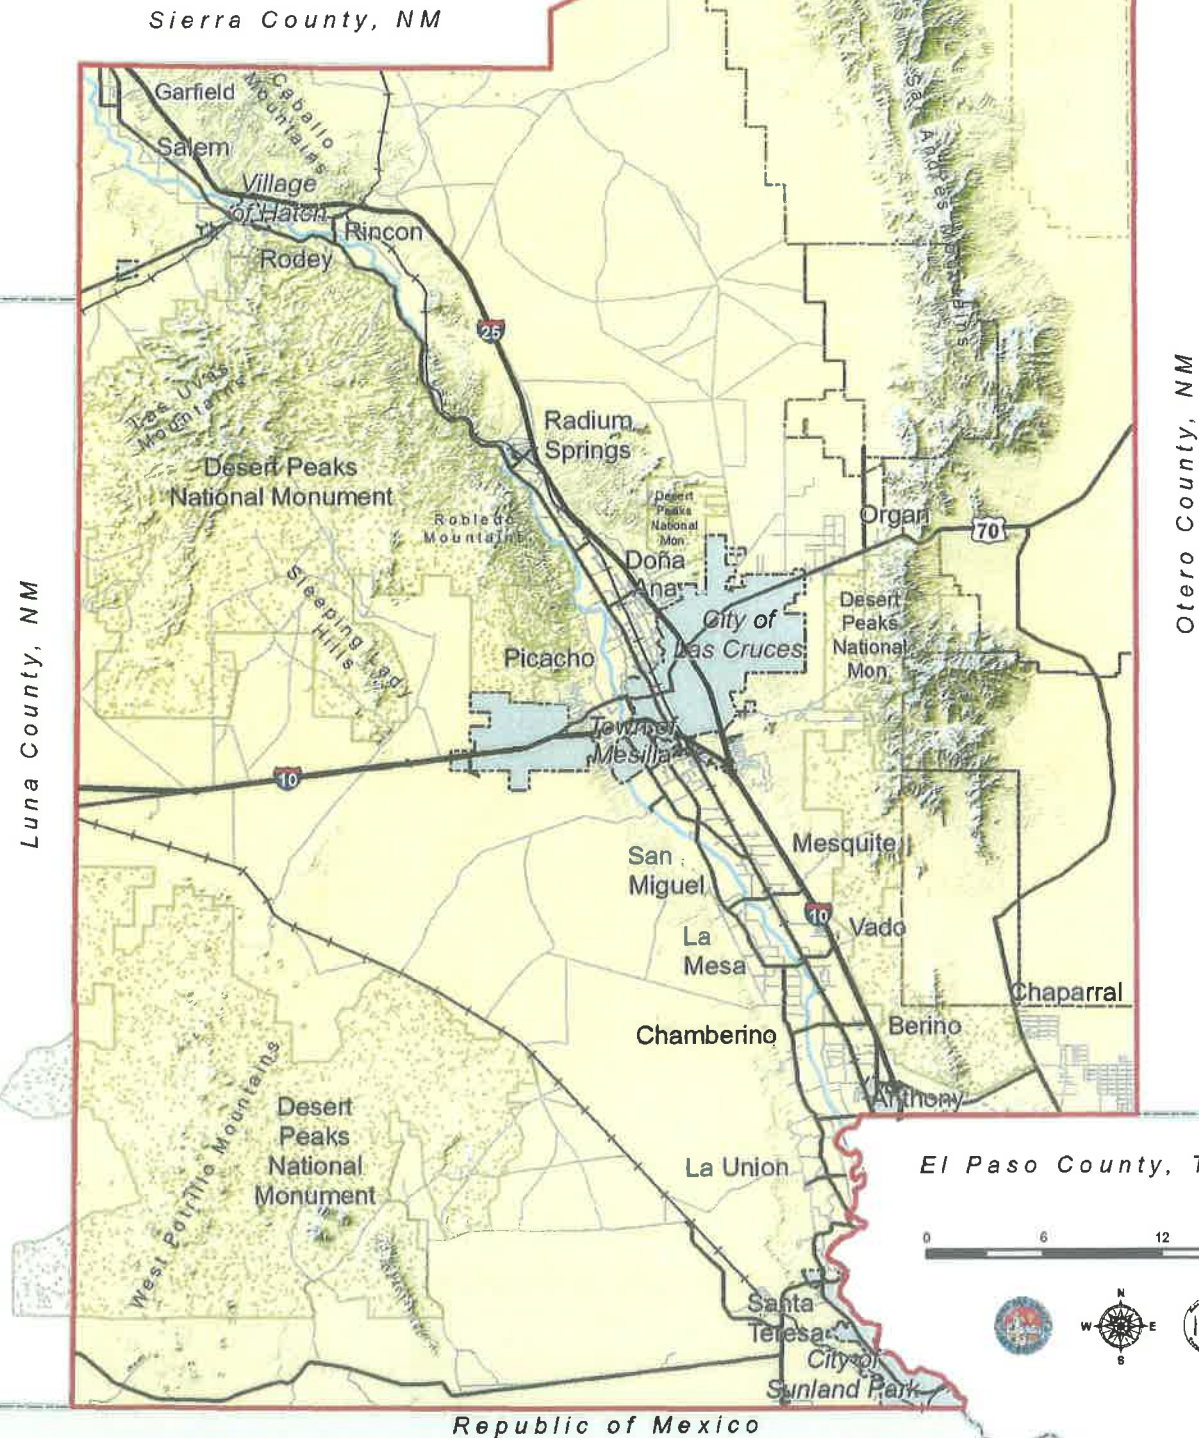 Sierra County, NM
Garfield
Caballo
Mountains
Salem
Village
of Hatch
Rincon
Rodey
San Andres Mountains
25
Las Uvas
Mountains
Radium
Springs
Desert Peaks
National Monument
Robledo
Mountains
Desert
Peaks
National
Mon.
Organ
70
Otero County, NM
Doña
Ana
Sleeping Lady
Hills
City of
Las Cruces
Desert
Peaks
National
Mon.
Luna County, NM
Picacho
Town of
Mesilla
10
Mesquite
San
Miguel
10
Vado
La
Mesa
Chaparral
Chamberino
Berino
Anthony
West Potrillo Mountains
Desert
Peaks
National
Monument
La Union
El Paso County, T
0 6 12
Santa
Teresa
N
W E
S
City of
Sunland Park
Republic of Mexico